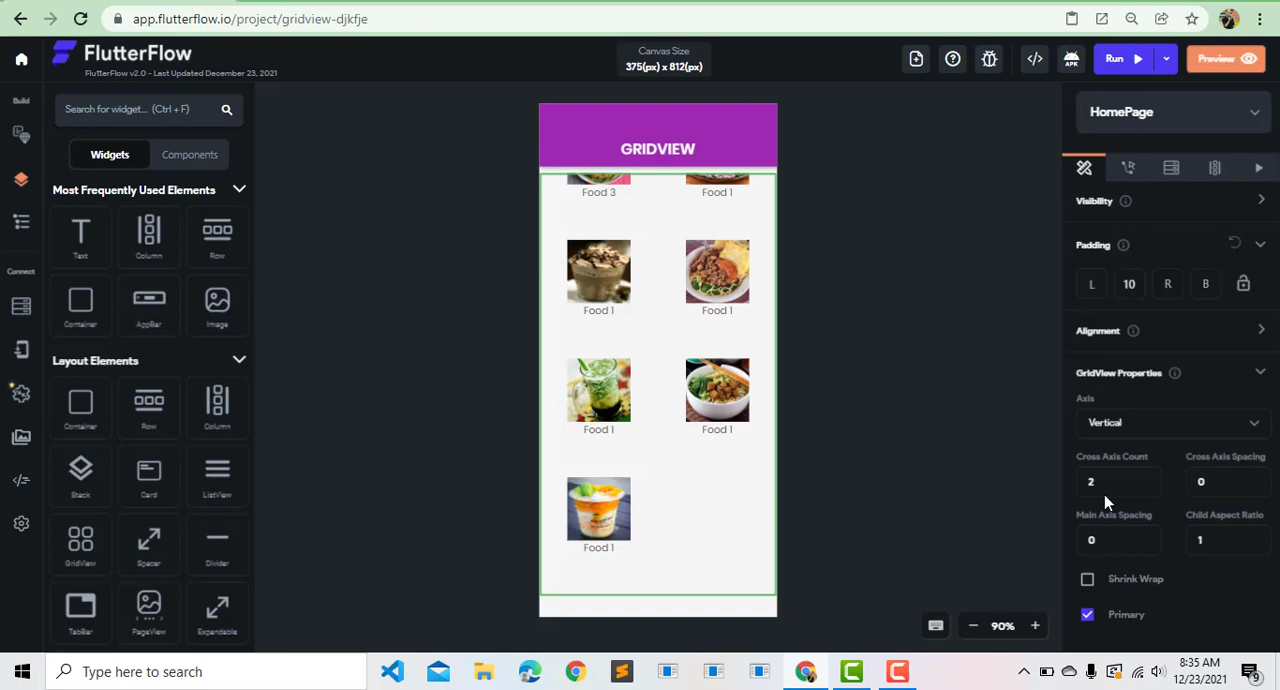 app.flutterflow.io/project/gridview-djkfje
FlutterFlow
FlutterFlow v2.0 - Last Updated December 23, 2021
Canvas Size
375(px) x 812(px)
</>
APK
Run
Preview
Build
Search for widget... (Ctrl + F)
Widgets
Components
Most Frequently Used Elements
Text
Column
Row
Container
AppBar
Image
Layout Elements
Container
Row
Column
Stack
Card
ListView
GridView
Spacer
Divider
TabBar
PageView
Expandable
Connect
GRIDVIEW
Food 3
Food 1
Food 1
Food 1
Food 1
Food 1
Food 1
90%
HomePage
Visibility
Padding
L
10
R
B
Alignment
GridView Properties
Axis
Vertical
Cross Axis Count
Cross Axis Spacing
2
0
Main Axis Spacing
Child Aspect Ratio
0
1
Shrink Wrap
Primary
Type here to search
8:35 AM
12/23/2021
9